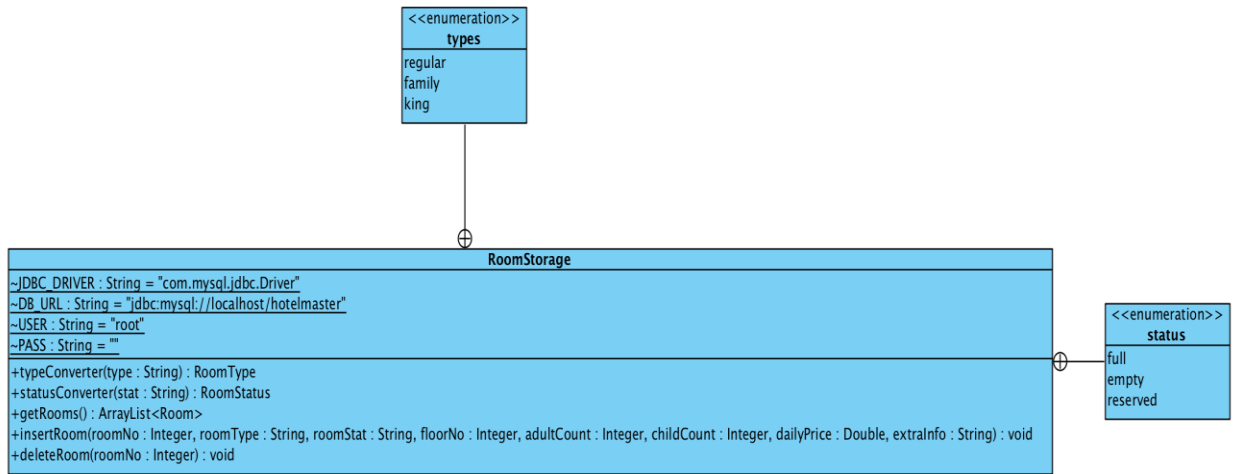 <<enumeration>>
types
regular
family
king
RoomStorage
~JDBC_DRIVER : String = "com.mysql.jdbc.Driver"
~DB_URL : String = "jdbc:mysql://localhost/hotelmaster"
~USER : String = "root"
~PASS : String = ""
+typeConverter(type : String) : RoomType
+statusConverter(stat : String) : RoomStatus
+getRooms() : ArrayList<Room>
+insertRoom(roomNo : Integer, roomType : String, roomStat : String, floorNo : Integer, adultCount : Integer, childCount : Integer, dailyPrice : Double, extraInfo : String) : void
+deleteRoom(roomNo : Integer) : void
<<enumeration>>
status
full
empty
reserved